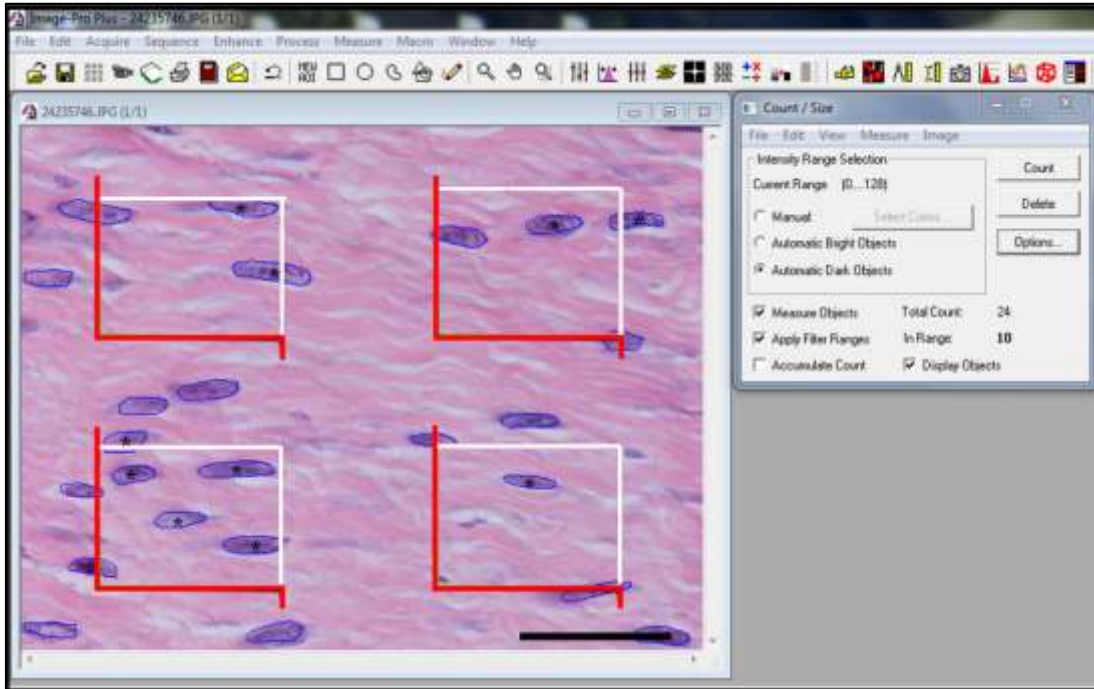 Image-Pro Plus - 24235746.JPG (1/1)
File Edit Acquire Sequence Enhance Process Measure Macro Window Help
NEW AOI
24235746.JPG (1/1)
Count / Size
File Edit View Measure Image
Intensity Range Selection
Current Range (0...128)
Manual Select Colors...
Automatic Bright Objects
Automatic Dark Objects
Count
Delete
Options...
Measure Objects Total Count: 24
Apply Filter Ranges In Range: 10
Accumulate Count Display Objects